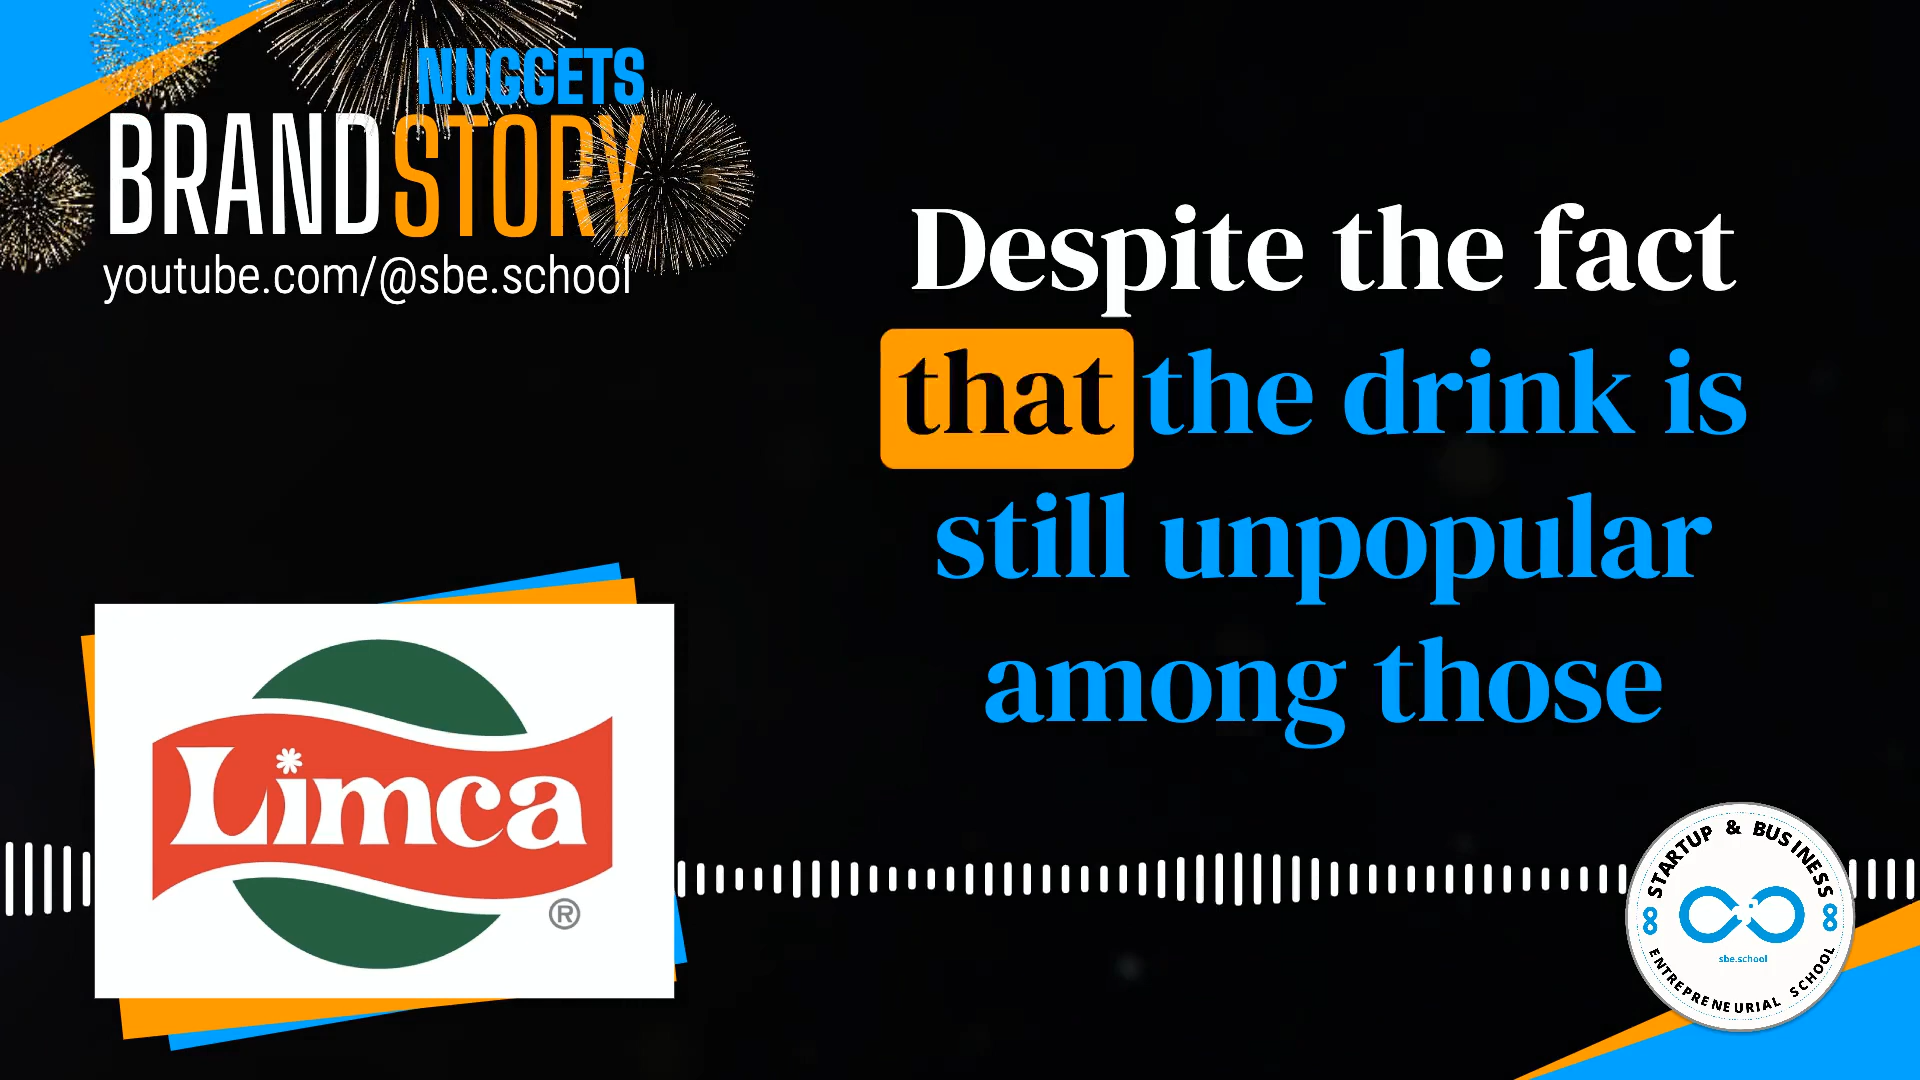 NUGGETS
BRANDSTORY
youtube.com/@sbe.school
Despite the fact
that the drink is
still unpopular
among those
Limca
®
STARTUP & BUSINESS
sbe.school
ENTREPRENEURIAL SCHOOL